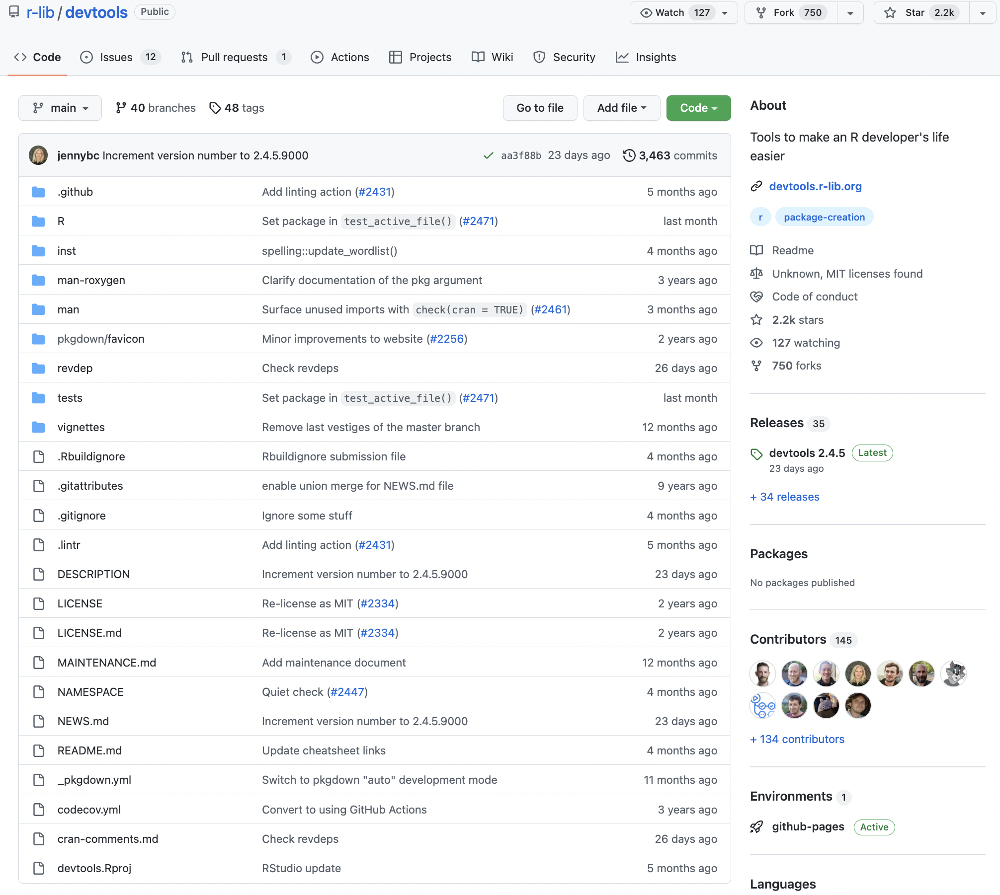 r-lib / devtools Public Watch 127 Fork 750 Star 2.2k
Code Issues 12 Pull requests 1 Actions Projects Wiki Security Insights
main 40 branches 48 tags Go to file Add file Code
jennybc Increment version number to 2.4.5.9000 aa3f88b 23 days ago 3,463 commits
.github Add linting action (#2431) 5 months ago
R Set package in test_active_file() (#2471) last month
inst spelling::update_wordlist() 4 months ago
man-roxygen Clarify documentation of the pkg argument 3 years ago
man Surface unused imports with check(cran = TRUE) (#2461) 3 months ago
pkgdown/favicon Minor improvements to website (#2256) 2 years ago
revdep Check revdeps 26 days ago
tests Set package in test_active_file() (#2471) last month
vignettes Remove last vestiges of the master branch 12 months ago
.Rbuildignore Rbuildignore submission file 4 months ago
.gitattributes enable union merge for NEWS.md file 9 years ago
.gitignore Ignore some stuff 4 months ago
.lintr Add linting action (#2431) 5 months ago
DESCRIPTION Increment version number to 2.4.5.9000 23 days ago
LICENSE Re-license as MIT (#2334) 2 years ago
LICENSE.md Re-license as MIT (#2334) 2 years ago
MAINTENANCE.md Add maintenance document 12 months ago
NAMESPACE Quiet check (#2447) 4 months ago
NEWS.md Increment version number to 2.4.5.9000 23 days ago
README.md Update cheatsheet links 4 months ago
_pkgdown.yml Switch to pkgdown "auto" development mode 11 months ago
codecov.yml Convert to using GitHub Actions 3 years ago
cran-comments.md Check revdeps 26 days ago
devtools.Rproj RStudio update 5 months ago
About
Tools to make an R developer's life
easier
devtools.r-lib.org
r package-creation
Readme
Unknown, MIT licenses found
Code of conduct
2.2k stars
127 watching
750 forks
Releases 35
devtools 2.4.5 Latest
23 days ago
+ 34 releases
Packages
No packages published
Contributors 145
+ 134 contributors
Environments 1
github-pages Active
Languages